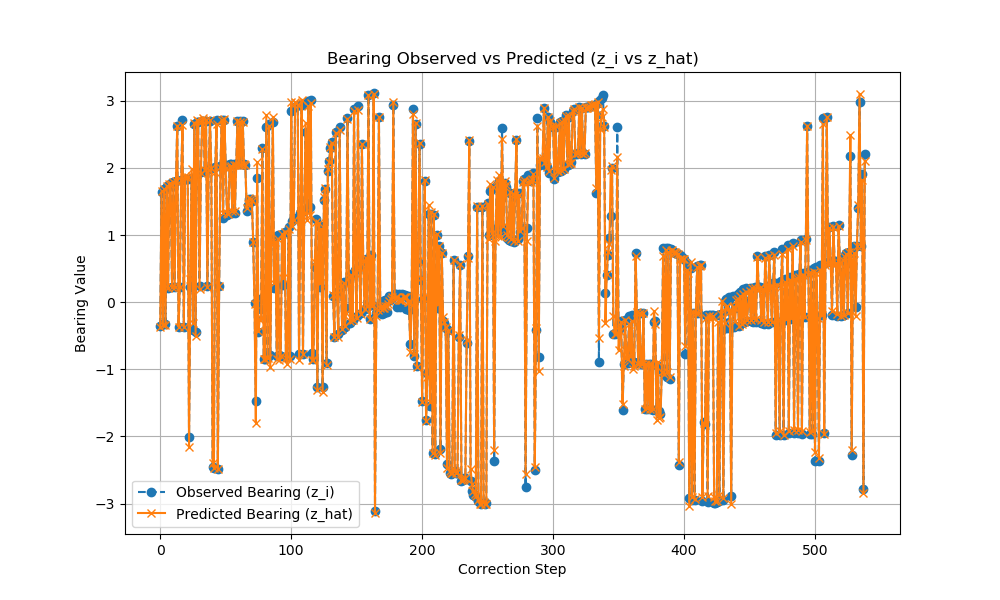 Bearing Observed vs Predicted (z_i vs z_hat)
Bearing Value
3
2
1
0
−1
−2
−3
Observed Bearing (z_i)
Predicted Bearing (z_hat)
0 100 200 300 400 500
Correction Step